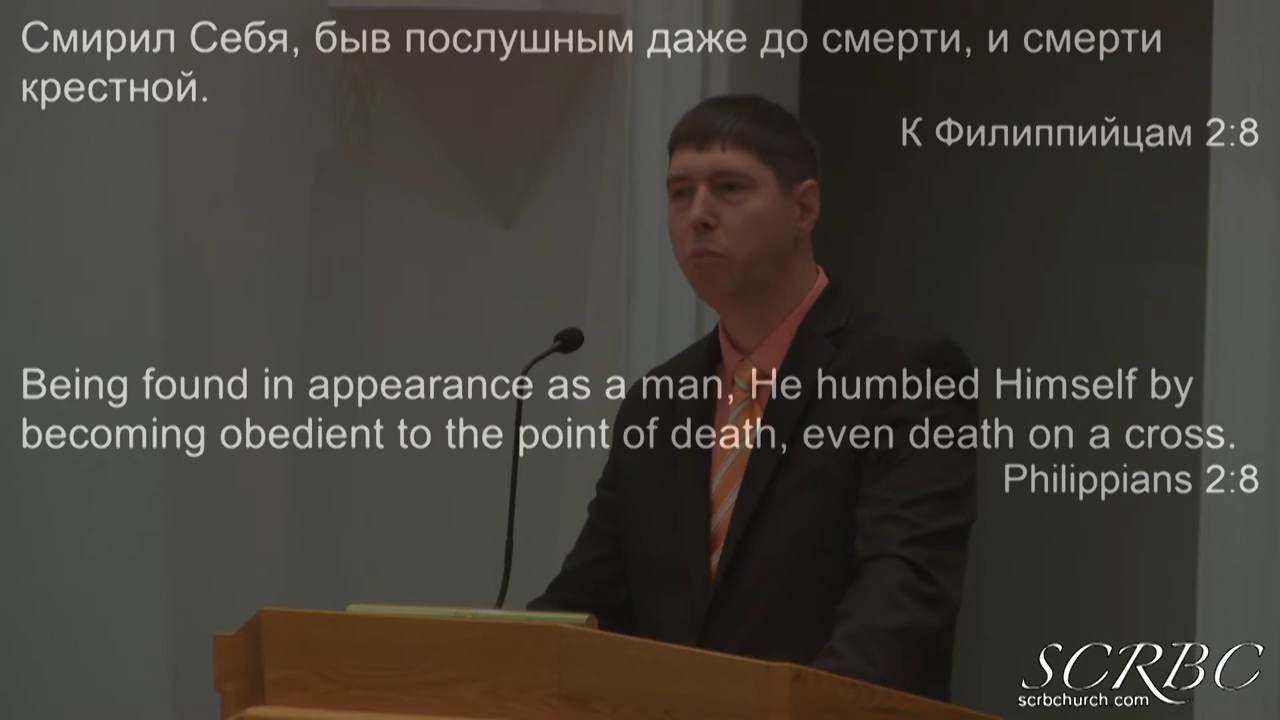 Смирил Себя, быв послушным даже до смерти, и смерти
крестной.
К Филиппийцам 2:8
Being found in appearance as a man, He humbled Himself by
becoming obedient to the point of death, even death on a cross.
Philippians 2:8
SCRBC
scrbchurch com